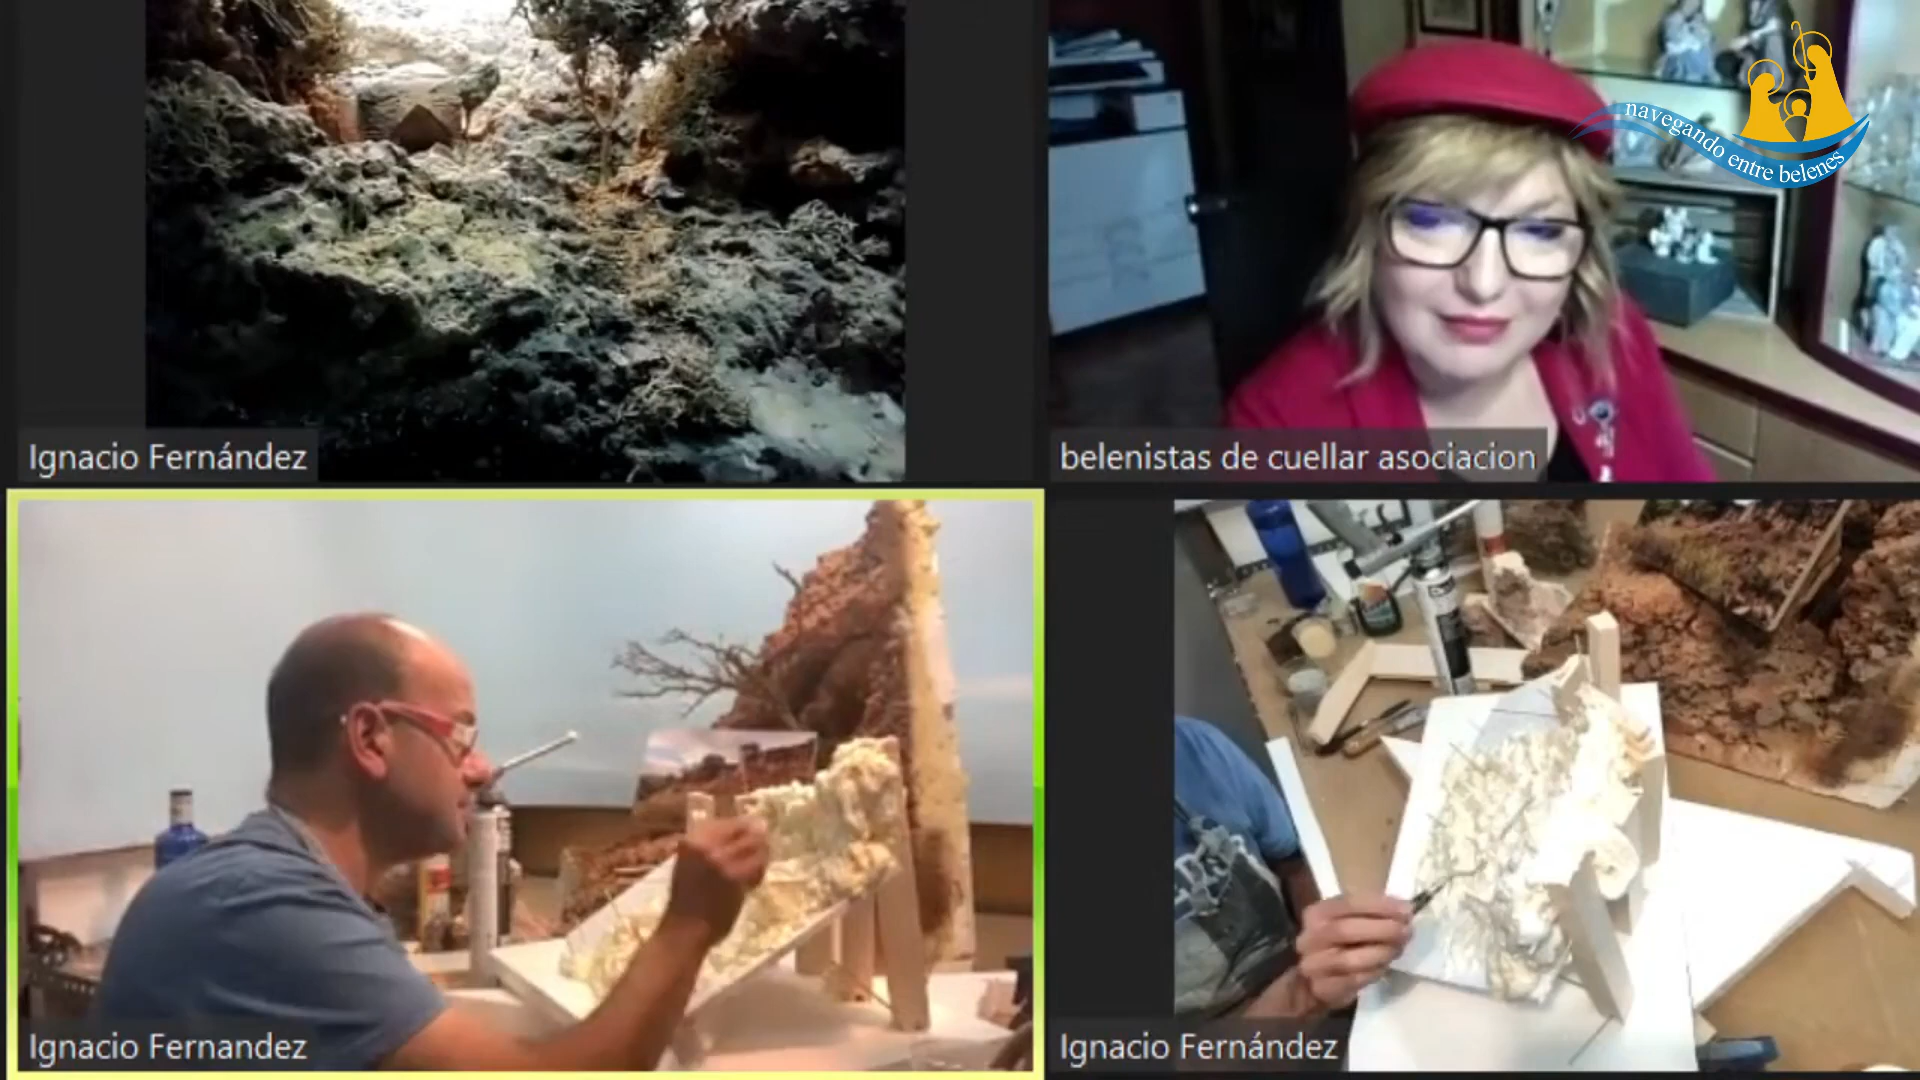 navegando entre belenes
Ignacio Fernández
belenistas de cuellar asociacion
Ignacio Fernandez
Ignacio Fernández